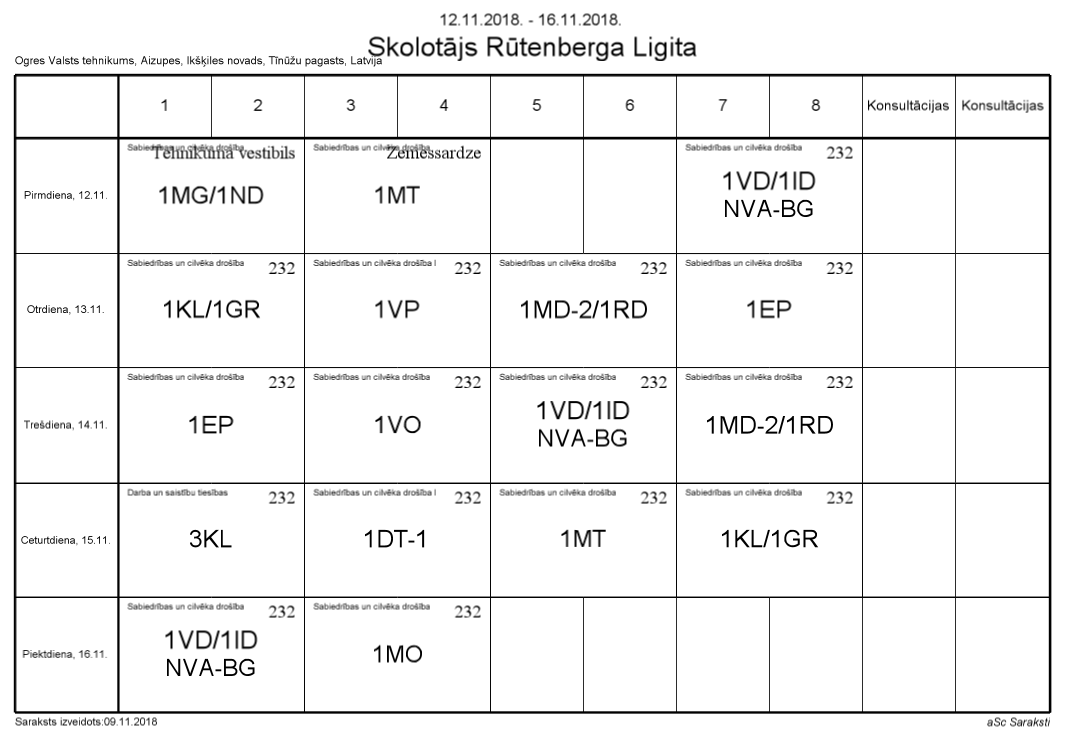 12.11.2018. - 16.11.2018.
Skolotājs Rūtenberga Ligita
Ogres Valsts tehnikums, Aizupes, Ikšķiles novads, Tīnūžu pagasts, Latvija
1 2 3 4 5 6 7 8 Konsultācijas Konsultācijas
Pirmdiena, 12.11.
Sabiedrības un cilvēka drošība
Tehnikuma vestibils
1MG/1ND
Sabiedrības un cilvēka drošība
Zemessardze
1MT
Sabiedrības un cilvēka drošība
232
1VD/1ID
NVA-BG
Otrdiena, 13.11.
Sabiedrības un cilvēka drošība
232
1KL/1GR
Sabiedrības un cilvēka drošība I
232
1VP
Sabiedrības un cilvēka drošība
232
1MD-2/1RD
Sabiedrības un cilvēka drošība
232
1EP
Trešdiena, 14.11.
Sabiedrības un cilvēka drošība
232
1EP
Sabiedrības un cilvēka drošība
232
1VO
Sabiedrības un cilvēka drošība
232
1VD/1ID
NVA-BG
Sabiedrības un cilvēka drošība
232
1MD-2/1RD
Ceturtdiena, 15.11.
Darba un saistību tiesības
232
3KL
Sabiedrības un cilvēka drošība I
232
1DT-1
Sabiedrības un cilvēka drošība
232
1MT
Sabiedrības un cilvēka drošība
232
1KL/1GR
Piektdiena, 16.11.
Sabiedrības un cilvēka drošība
232
1VD/1ID
NVA-BG
Sabiedrības un cilvēka drošība
232
1MO
Saraksts izveidots:09.11.2018
aSc Saraksti